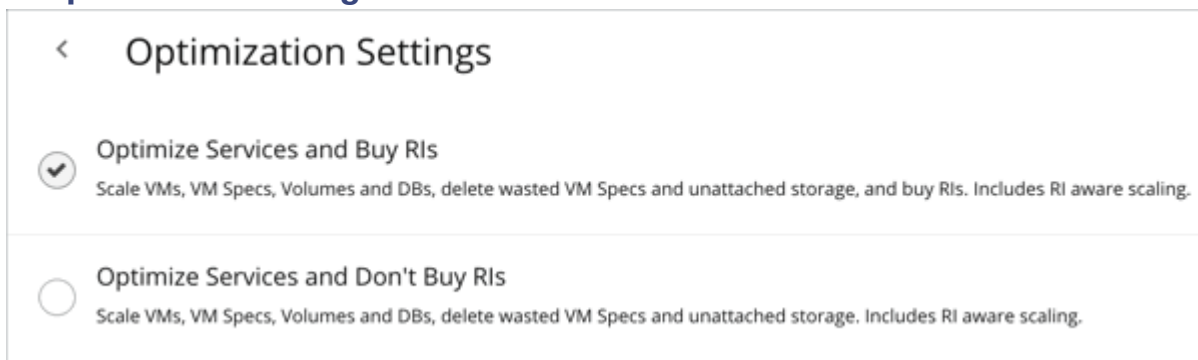 Optimization Settings
Optimize Services and Buy RIs
Scale VMs, VM Specs, Volumes and DBs, delete wasted VM Specs and unattached storage, and buy RIs. Includes RI aware scaling.
Optimize Services and Don't Buy RIs
Scale VMs, VM Specs, Volumes and DBs, delete wasted VM Specs and unattached storage. Includes RI aware scaling.